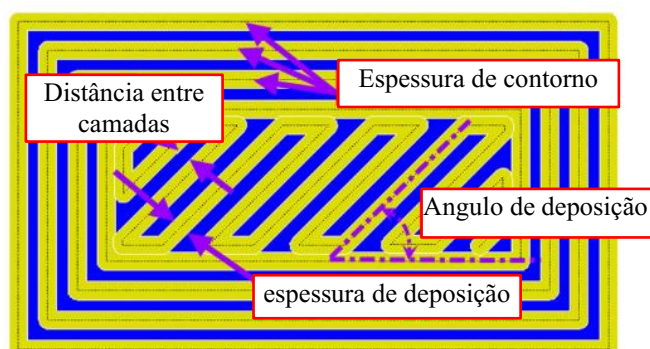 Espessura de contorno
Distância entre
camadas
Angulo de deposição
espessura de deposição